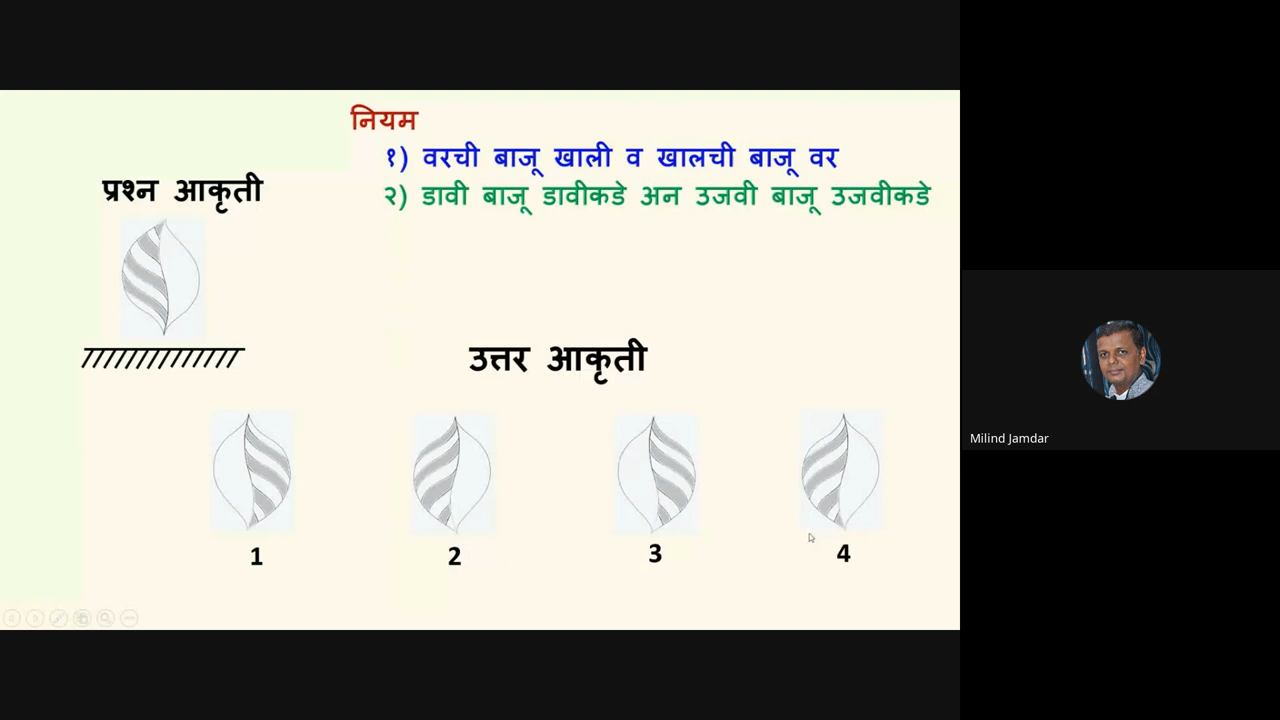 नियम
१) वरची बाजू खाली व खालची बाजू वर
२) डावी बाजू डावीकडे अन उजवी बाजू उजवीकडे
प्रश्न आकृती
उत्तर आकृती
1 2 3 4
Milind Jamdar